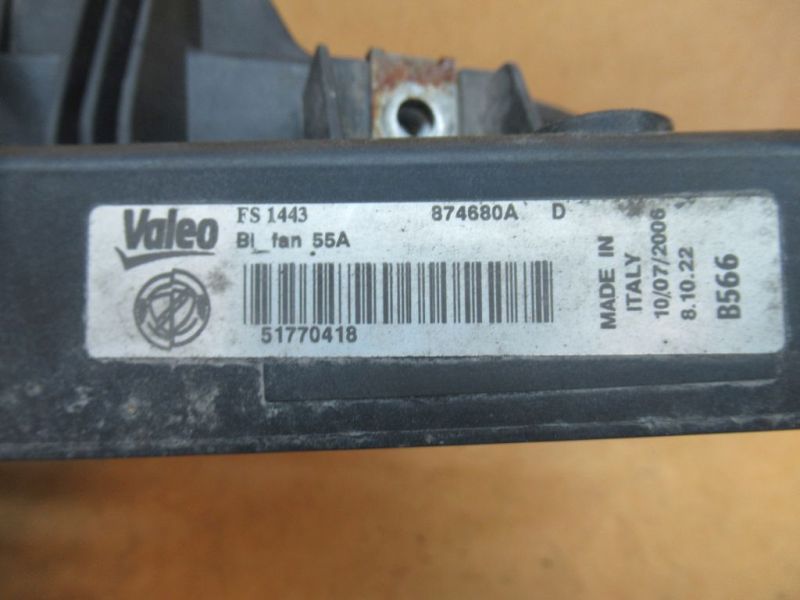 Valeo FS 1443 874680A D
BI_fan 55A
51770418
MADE IN
ITALY
10/07/2006
8.10.22
B566